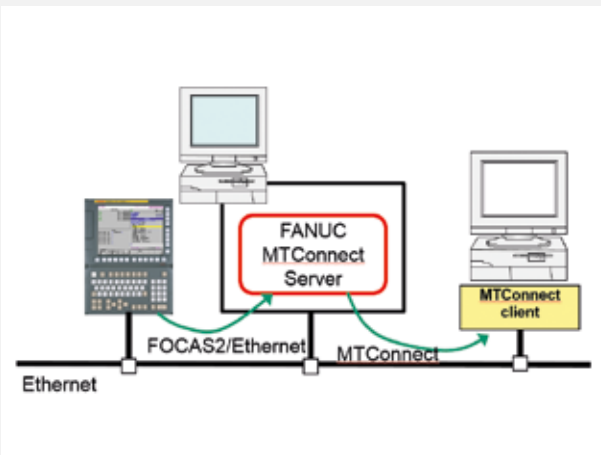 FANUC
MTConnect
Server
MTConnect
client
FOCAS2/Ethernet
MTConnect
Ethernet